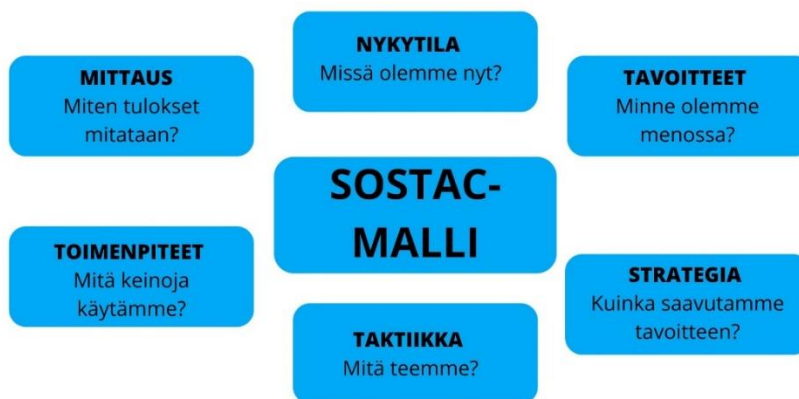 NYKYTILA
Missä olemme nyt?
MITTAUS
Miten tulokset
mitataan?
TAVOITTEET
Minne olemme
menossa?
SOSTAC-
MALLI
TOIMENPITEET
Mitä keinoja
käytämme?
STRATEGIA
Kuinka saavutamme
tavoitteen?
TAKTIIKKA
Mitä teemme?